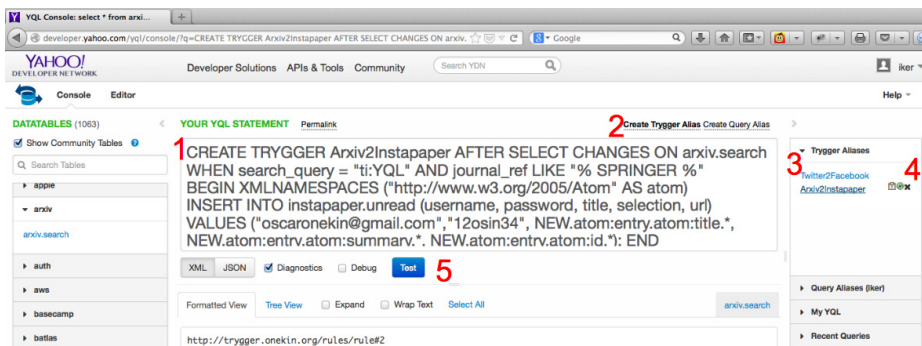 YQL Console: select * from arxi...
developer.yahoo.com/yql/console/?q=CREATE TRYGGER Arxiv2Instapaper AFTER SELECT CHANGES ON arxiv.
Google
YAHOO!
DEVELOPER NETWORK
Developer Solutions APIs & Tools Community
Search YDN
iker
Console Editor
Help
DATATABLES (1063)
Show Community Tables
Search Tables
apple
arxiv
arxiv.search
auth
aws
basecamp
batlas
YOUR YQL STATEMENT Permalink
2
Create Trygger Alias Create Query Alias
1
CREATE TRYGGER Arxiv2Instapaper AFTER SELECT CHANGES ON arxiv.search
WHEN search_query = "ti:YQL" AND journal_ref LIKE "% SPRINGER %"
BEGIN XMLNAMESPACES ("http://www.w3.org/2005/Atom" AS atom)
INSERT INTO instapaper.unread (username, password, title, selection, url)
VALUES ("oscaronekin@gmail.com","12osin34", NEW.atom:entry.atom:title.*,
NEW.atom:entry.atom:summary.*, NEW.atom:entry.atom:id.*); END
XML JSON Diagnostics Debug Test
5
Formatted View Tree View Expand Wrap Text Select All arxiv.search
http://trygger.onekin.org/rules/rule#2
Trygger Aliases
3
4
Twitter2Facebook
Arxiv2Instapaper
Query Aliases (iker)
My YQL
Recent Queries